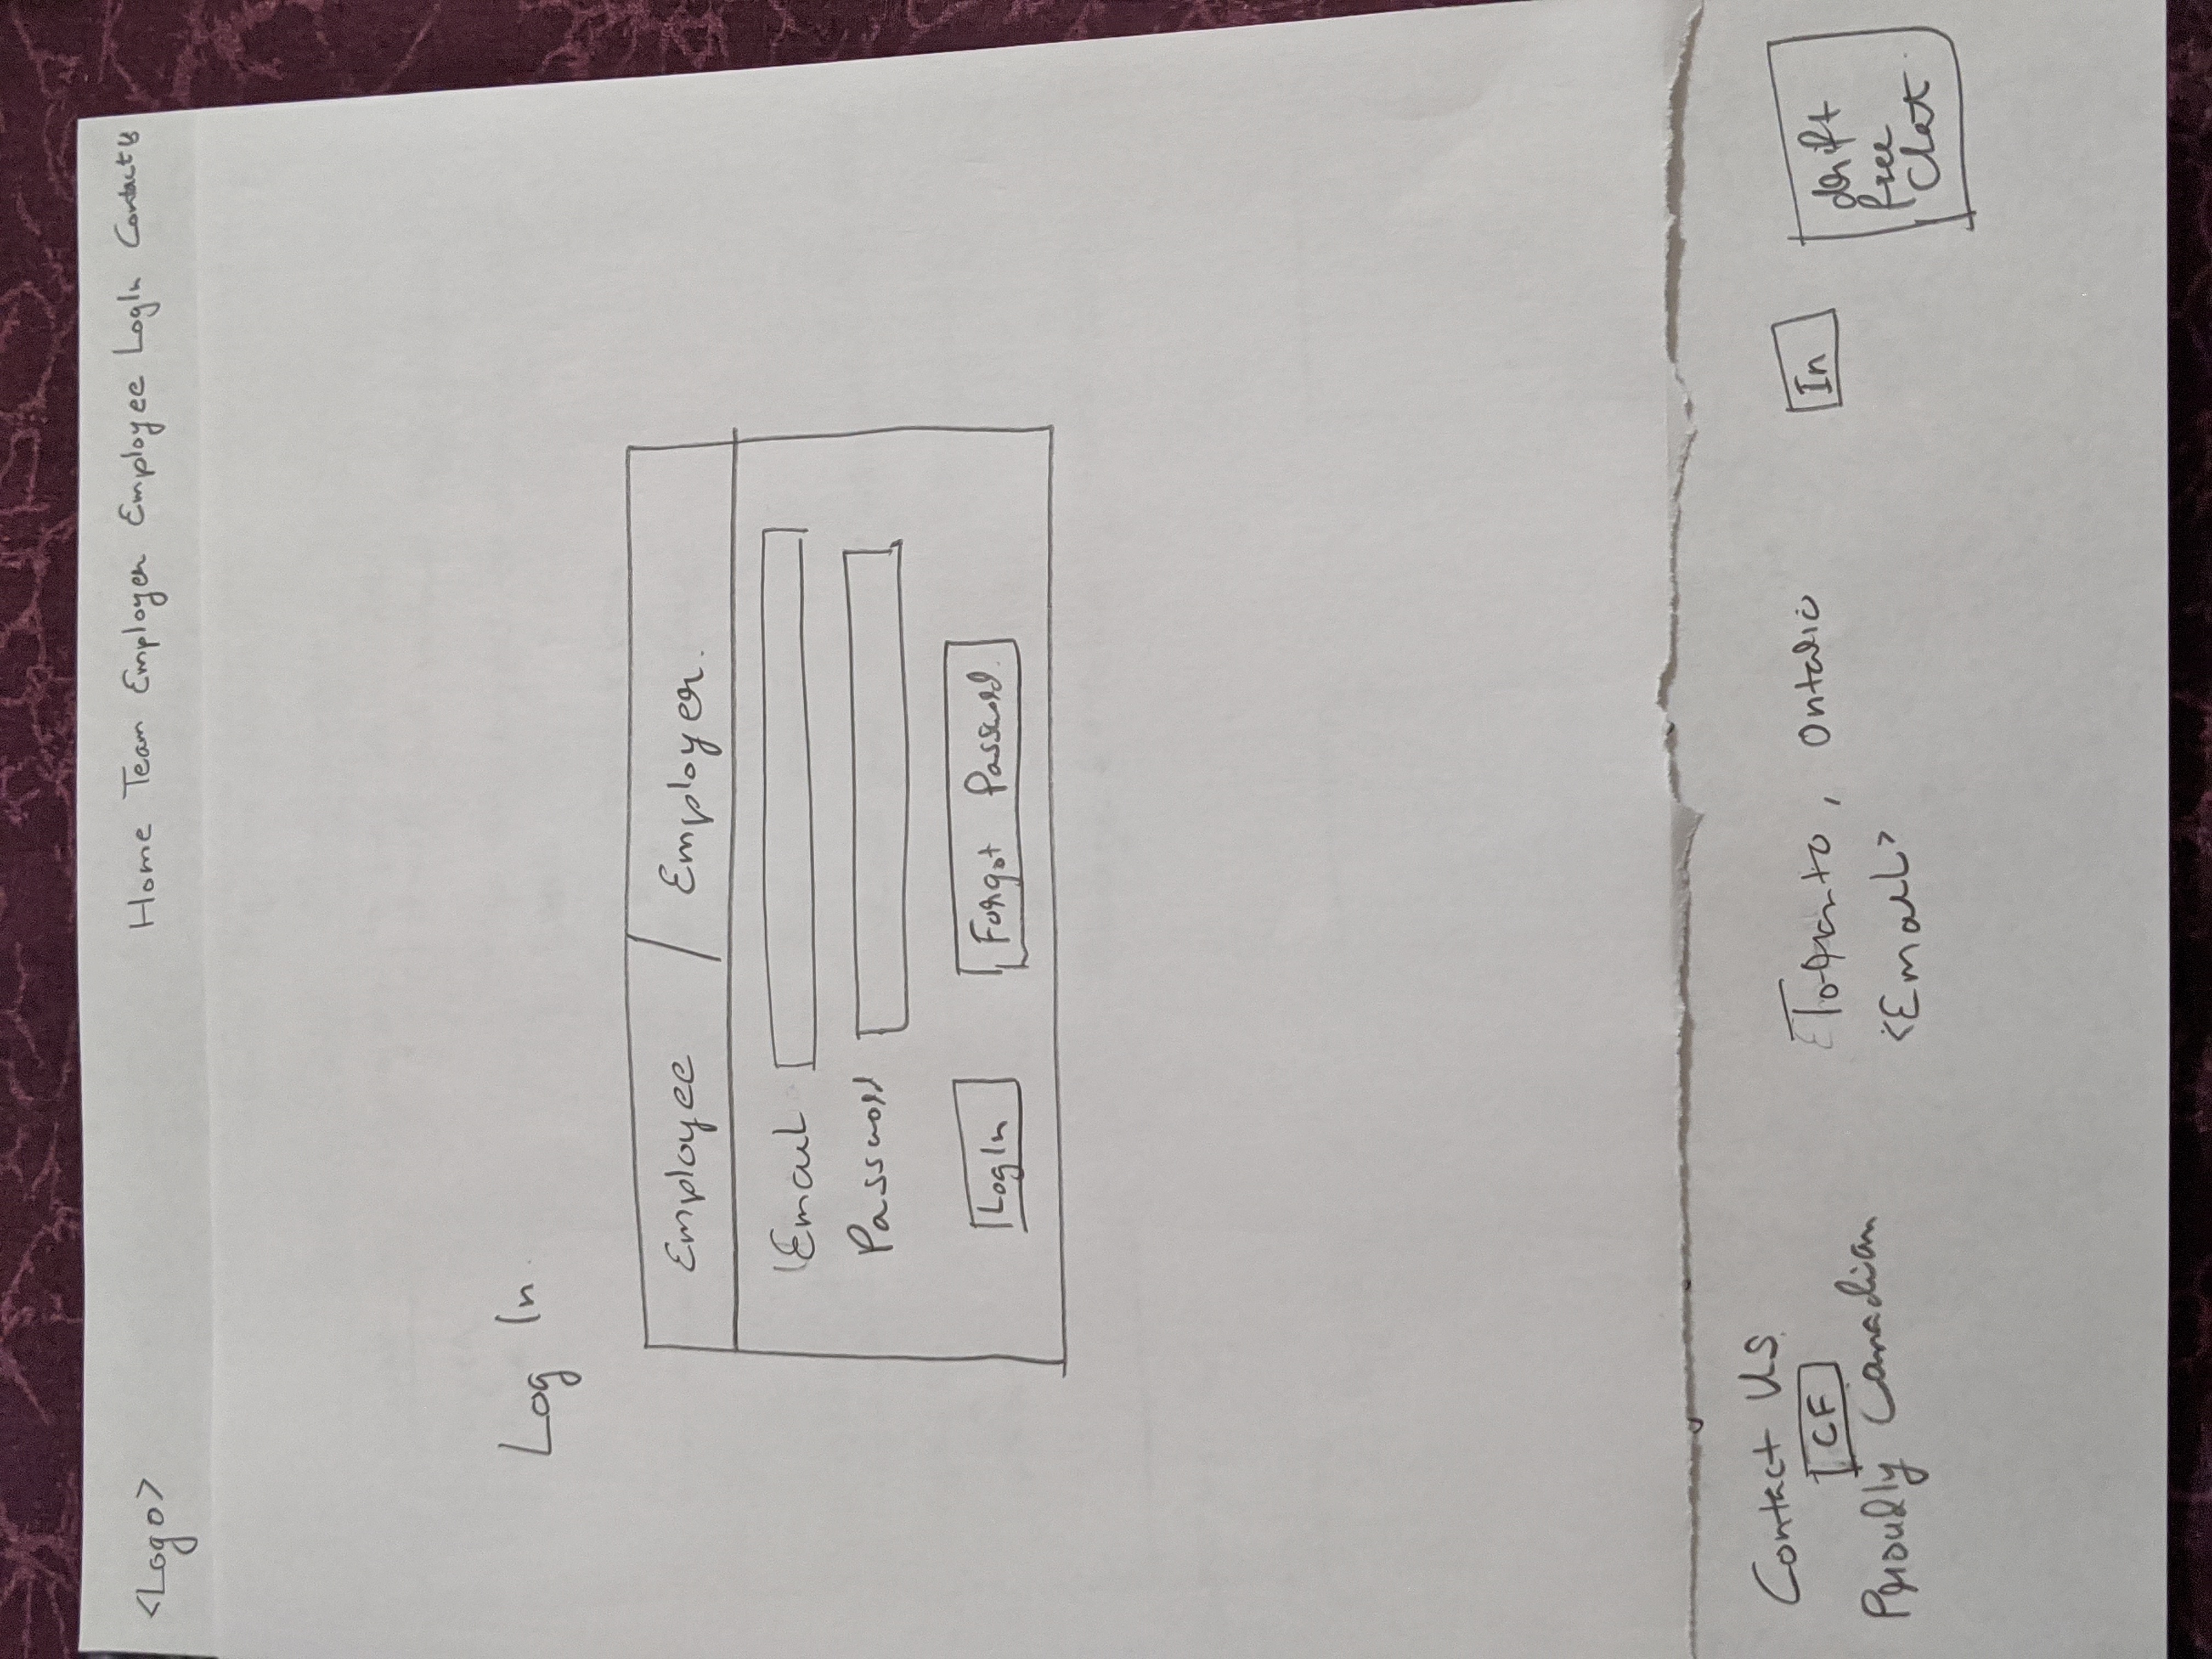 <Logo> Home Team Employer Employee LogIn Contact Us
Log In.
Employee / Employer.
Email
Password
LogIn Forgot Password.
Contact Us
CF
Proudly Canadian
Toronto, Ontario
<Email>
In
drift
free
Chat